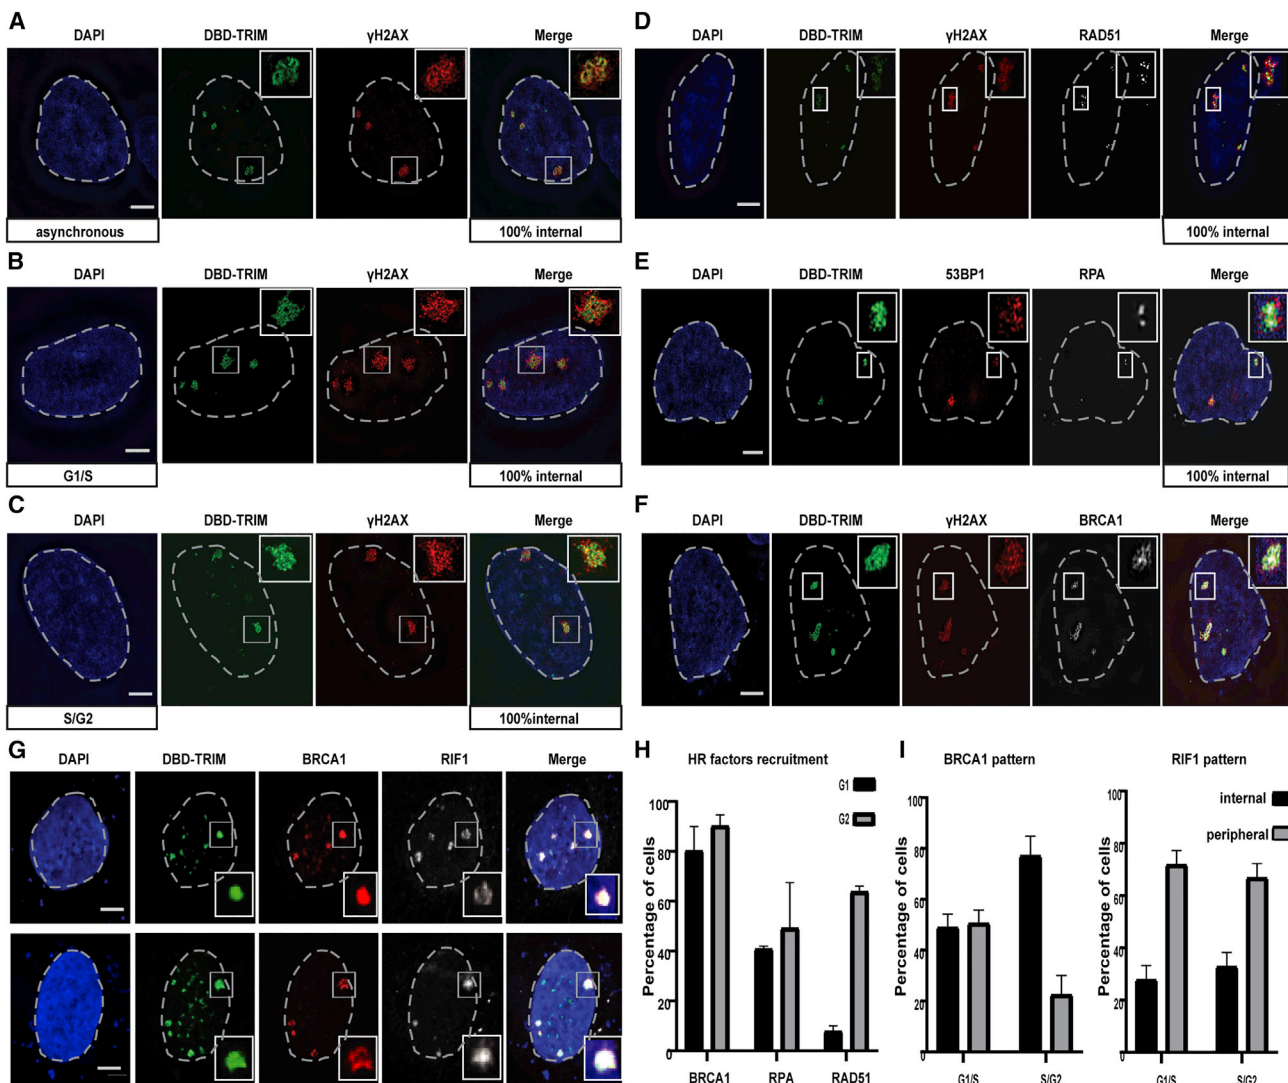 A
DAPI DBD-TRIM γH2AX Merge
asynchronous 100% internal
B
DAPI DBD-TRIM γH2AX Merge
G1/S 100% internal
C
DAPI DBD-TRIM γH2AX Merge
S/G2 100%internal
D
DAPI DBD-TRIM γH2AX RAD51 Merge
100% internal
E
DAPI DBD-TRIM 53BP1 RPA Merge
100% internal
F
DAPI DBD-TRIM γH2AX BRCA1 Merge
G
DAPI DBD-TRIM BRCA1 RIF1 Merge
H
HR factors recruitment
G1
G2
Percentage of cells
100
80
60
40
20
0
BRCA1 RPA RAD51
I
BRCA1 pattern
Percentage of cells
100
80
60
40
20
0
G1/S S/G2
RIF1 pattern
internal
peripheral
Percentage of cells
100
80
60
40
20
0
G1/S S/G2